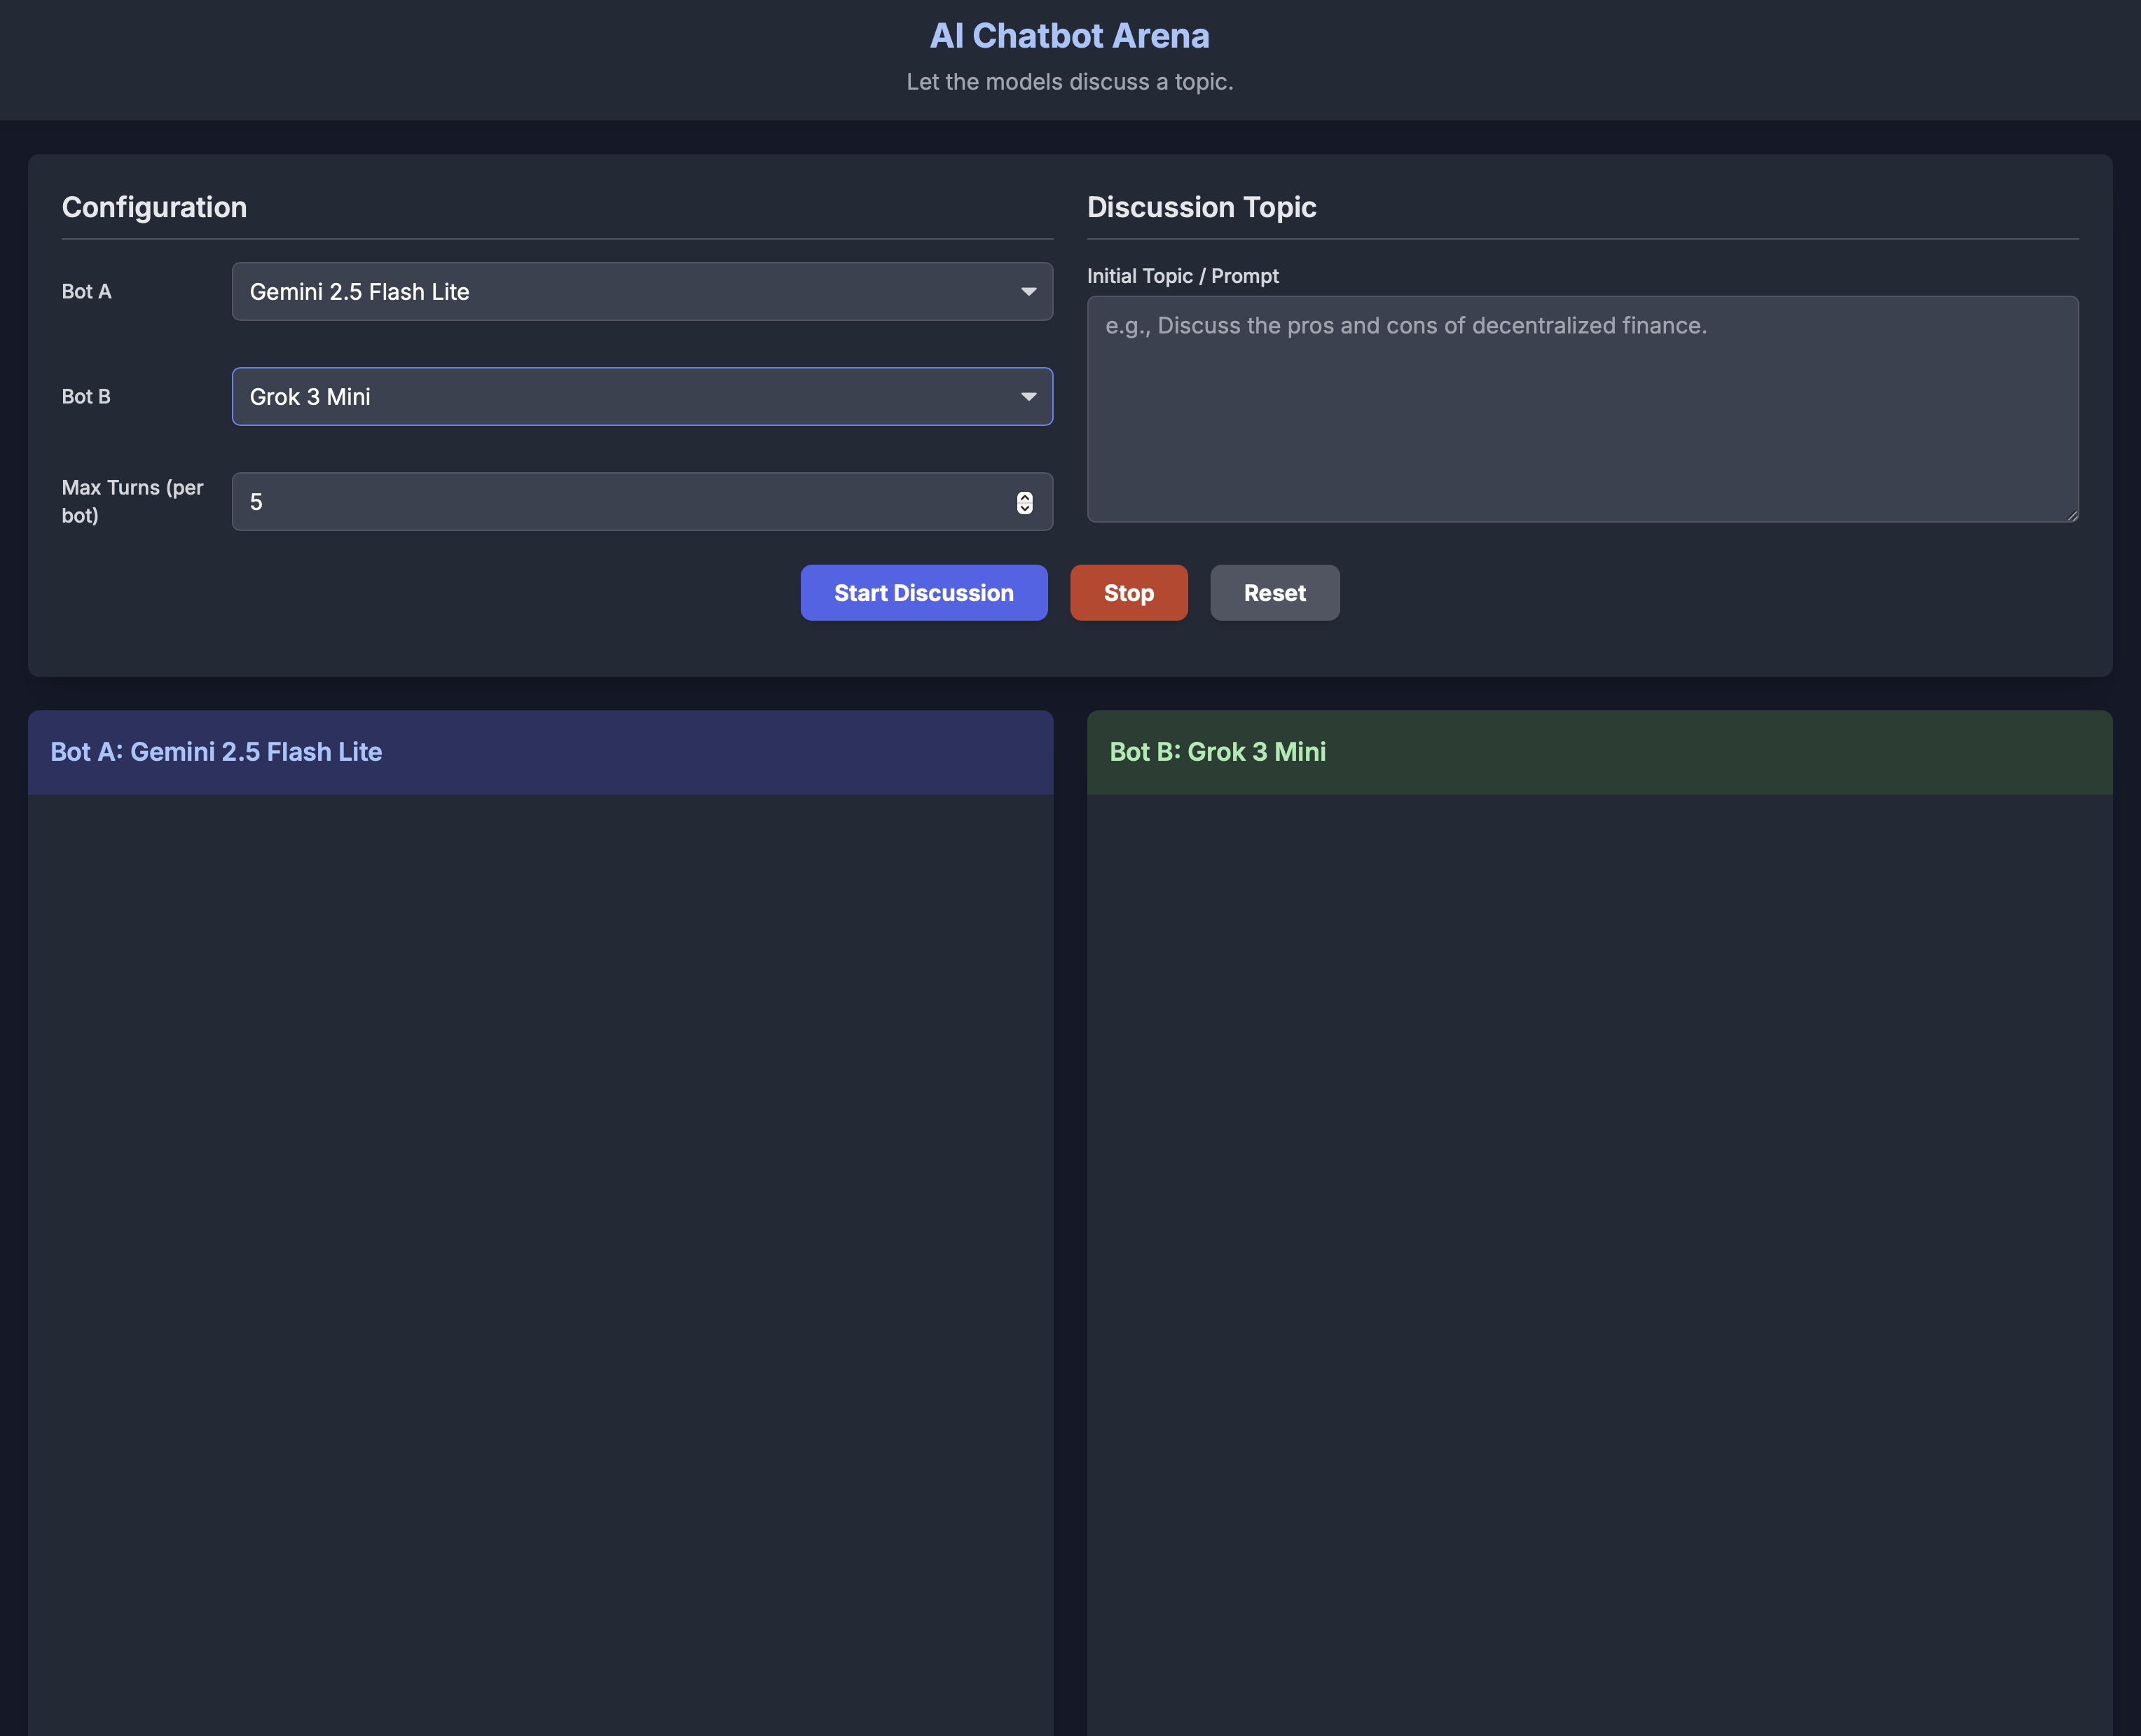 AI Chatbot Arena
Let the models discuss a topic.
Configuration
Bot A
Gemini 2.5 Flash Lite
Bot B
Grok 3 Mini
Max Turns (per
bot)
5
Discussion Topic
Initial Topic / Prompt
e.g., Discuss the pros and cons of decentralized finance.
Start Discussion
Stop
Reset
Bot A: Gemini 2.5 Flash Lite
Bot B: Grok 3 Mini